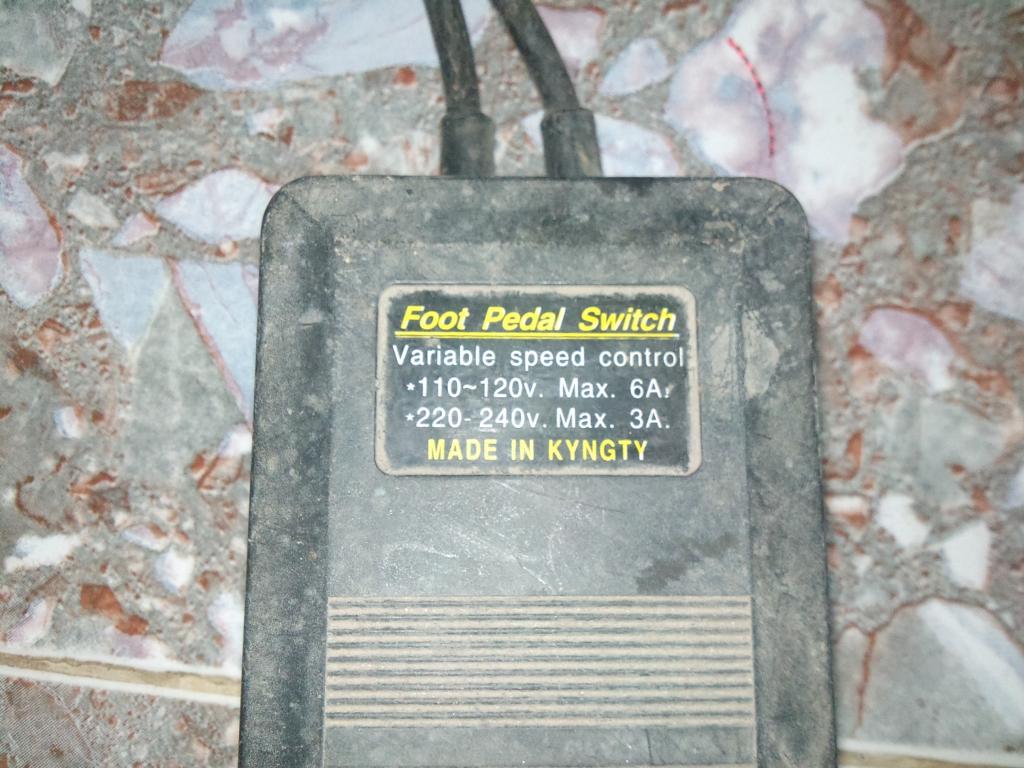 Foot Pedal Switch
Variable speed control
*110~120v. Max. 6A.
*220-240v. Max. 3A.
MADE IN KYNGTY